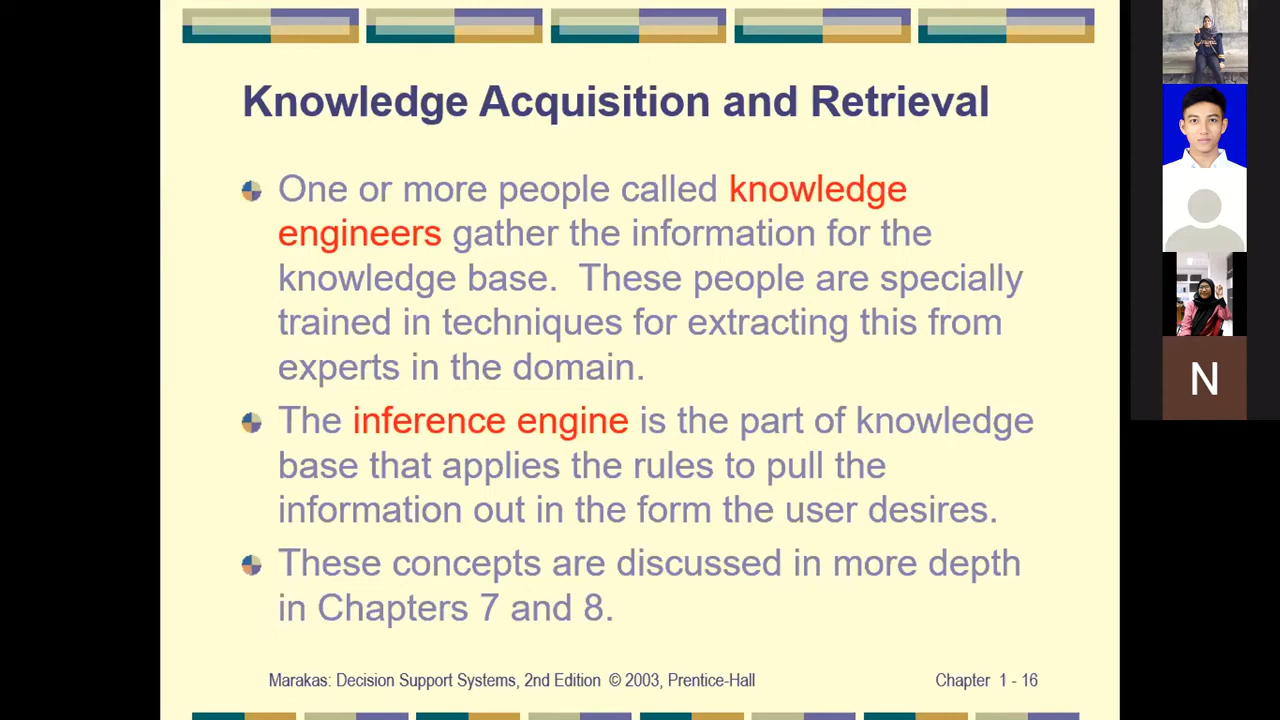 Knowledge Acquisition and Retrieval
One or more people called knowledge
engineers gather the information for the
knowledge base.  These people are specially
trained in techniques for extracting this from
experts in the domain.
The inference engine is the part of knowledge
base that applies the rules to pull the
information out in the form the user desires.
These concepts are discussed in more depth
in Chapters 7 and 8.
Marakas: Decision Support Systems, 2nd Edition  © 2003, Prentice-Hall
Chapter  1 - 16
N